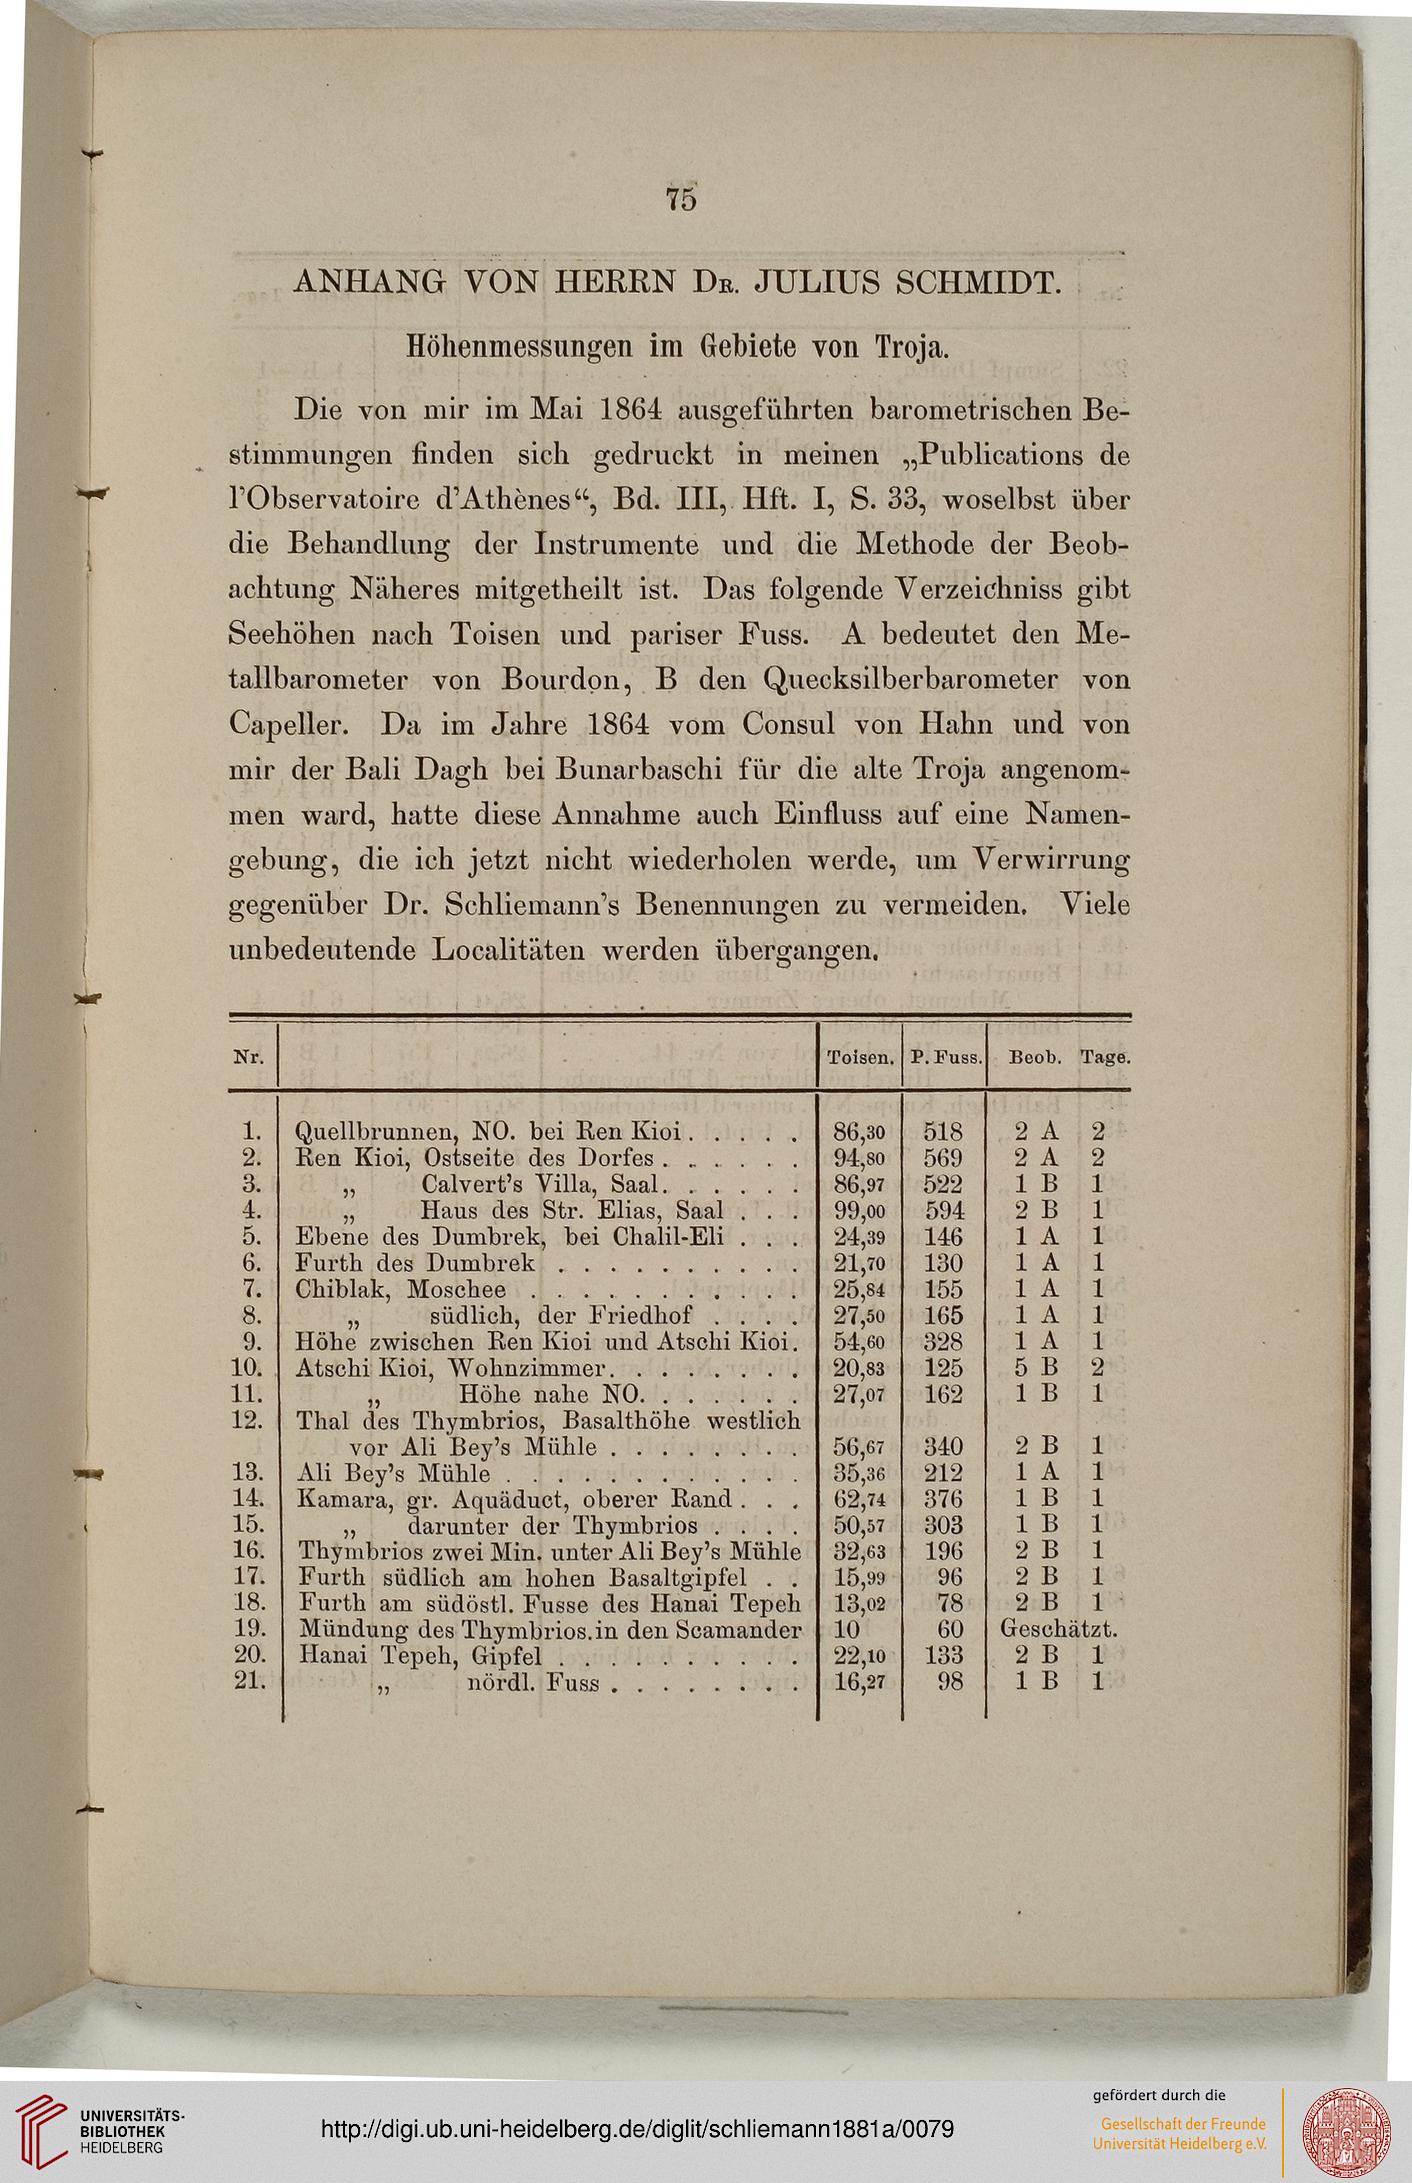 75
ANHANG VON HERRN DR. JULIUS SCHMIDT.
Höhenmessungen im Gebiete von Troja.
Die von mir im Mai 1864 ausgeführten barometrischen Be-
stimmungen finden sich gedruckt in meinen „Publications de
l'Observatoire d'Athènes“, Bd. III, Hft. I, S. 33, woselbst über
die Behandlung der Instrumente und die Methode der Beob-
achtung Näheres mitgetheilt ist. Das folgende Verzeichniss gibt
Seehöhen nach Toisen und pariser Fuss. A bedeutet den Me-
tallbarometer von Bourdon, B den Quecksilberbarometer von
Capeller. Da im Jahre 1864 vom Consul von Hahn und von
mir der Bali Dagh bei Bunarbaschi für die alte Troja angenom-
men ward, hatte diese Annahme auch Einfluss auf eine Namen-
gebung, die ich jetzt nicht wiederholen werde, um Verwirrung
gegenüber Dr. Schliemann's Benennungen zu vermeiden. Viele
unbedeutende Localitäten werden übergangen.
Nr. Toisen. P. Fuss. Beob. Tage.
1. Quellbrunnen, NO. bei Ren Kioi . . . . . 86,30 518 2 A 2
2. Ren Kioi, Ostseite des Dorfes . . . . . . 94,80 569 2 A 2
3. „ Calvert's Villa, Saal . . . . . . 86,97 522 1 B 1
4. „ Haus des Str. Elias, Saal . . . 99,00 594 2 B 1
5. Ebene des Dumbrek, bei Chalil-Eli . . . 24,39 146 1 A 1
6. Furth des Dumbrek . . . . . . . . . . 21,70 130 1 A 1
7. Chiblak, Moschee . . . . . . . . . . . 25,84 155 1 A 1
8. „ südlich, der Friedhof . . . . 27,50 165 1 A 1
9. Höhe zwischen Ren Kioi und Atschi Kioi. 54,60 328 1 A 1
10. Atschi Kioi, Wohnzimmer . . . . . . . . 20,83 125 5 B 2
11. „ Höhe nahe NO. . . . . . . 27,07 162 1 B 1
12. Thal des Thymbrios, Basalthöhe westlich
vor Ali Bey's Mühle . . . . . . . . 56,67 340 2 B 1
13. Ali Bey's Mühle . . . . . . . . . . . . 35,36 212 1 A 1
14. Kamara, gr. Aquäduct, oberer Rand . . . 62,74 376 1 B 1
15. „ darunter der Thymbrios . . . . 50,57 303 1 B 1
16. Thymbrios zwei Min. unter Ali Bey's Mühle 32,63 196 2 B 1
17. Furth südlich am hohen Basaltgipfel . . 15,99 96 2 B 1
18. Furth am südöstl. Fusse des Hanai Tepeh 13,02 78 2 B 1
19. Mündung des Thymbrios in den Scamander 10 60 Geschätzt.
20. Hanai Tepeh, Gipfel . . . . . . . . . . 22,10 133 2 B 1
21. „ nördl. Fuss . . . . . . . . 16,27 98 1 B 1
UNIVERSITÄTS-
BIBLIOTHEK
HEIDELBERG
http://digi.ub.uni-heidelberg.de/diglit/schliemann1881a/0079
gefördert durch die
Gesellschaft der Freunde
Universität Heidelberg e.V.